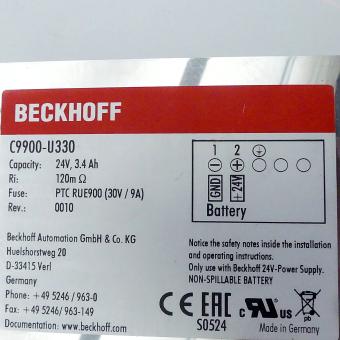 BECKHOFF
C9900-U330
Capacity: 24V, 3.4 Ah
Ri: 120m Ω
Fuse: PTC RUE900 (30V / 9A)
Rev.: 0010
1 2
- +
GND +24V
Battery
Beckhoff Automation GmbH & Co. KG
Huelshorstweg 20
D-33415 Verl
Germany
Phone: +49 5246 / 963-0
Fax: +49 5246/ 963-149
Documentation: www.beckhoff.com
Notice the safety notes inside the installation
and operating instruction.
Only use with Beckhoff 24V-Power Supply.
NON-SPILLABLE BATTERY
CE EAC c UL us Pb
S0524
Made in Germany